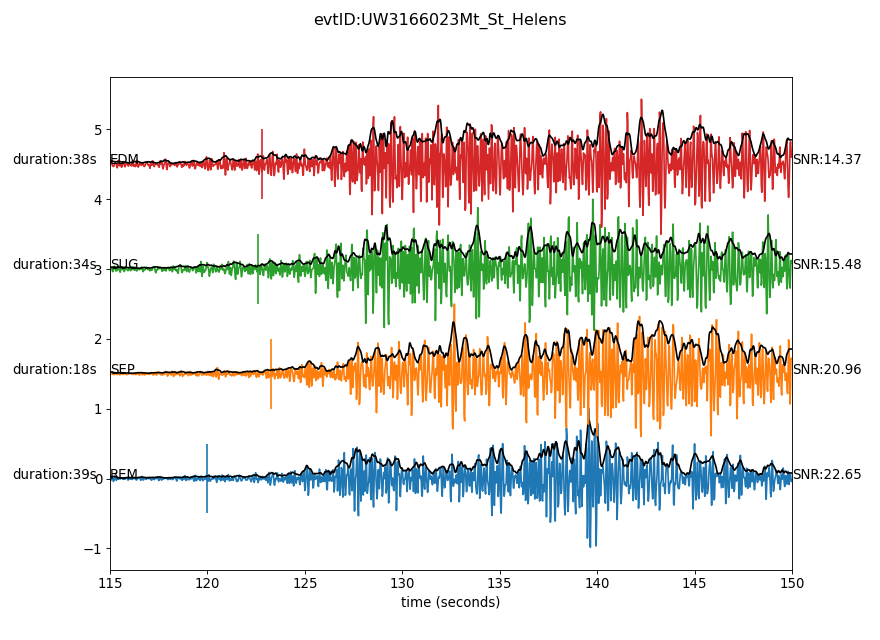 evtID:UW3166023Mt_St_Helens
5
duration:38s EDM SNR:14.37
4
duration:34s 3 SUG SNR:15.48
2
duration:18s SEP SNR:20.96
1
duration:39s 0 REM SNR:22.65
−1
115 120 125 130 135 140 145 150
time (seconds)